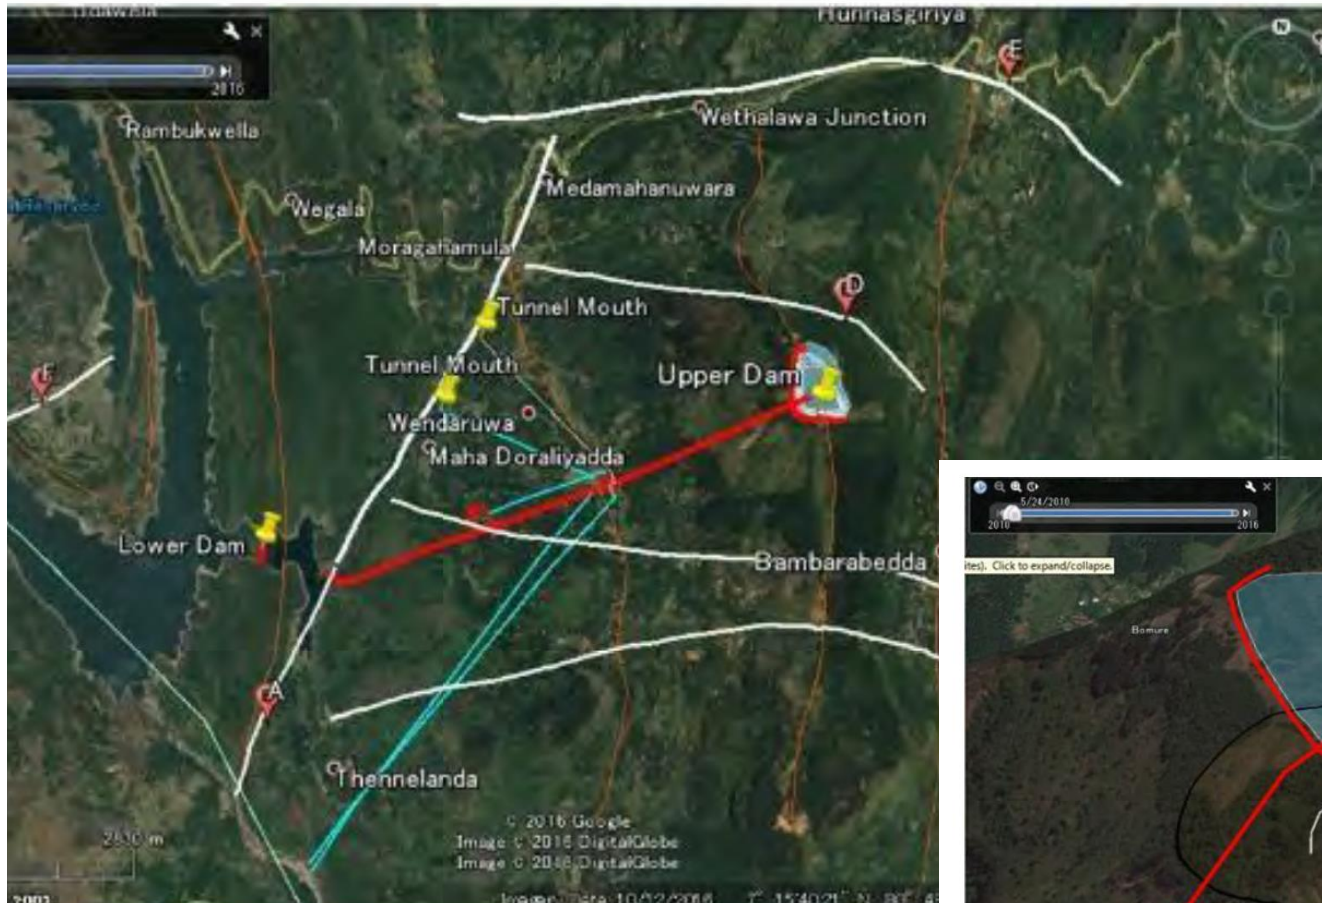 Hunnasgiriya
2016
E
Wethalawa Junction
Rambukwella
Medamahanuwara
Wegala
Moragahamula
D
Tunnel Mouth
Tunnel Mouth
Upper Dam
F
Wendaruwa
Maha Doraliyadda
Lower Dam
Bambarabedda
A
Thennelanda
© 2016 Google
Image © 2016 DigitalGlobe
Image © 2016 DigitalGlobe
N
5/24/2010
2010
2016
ites). Click to expand/collapse.
Bomure